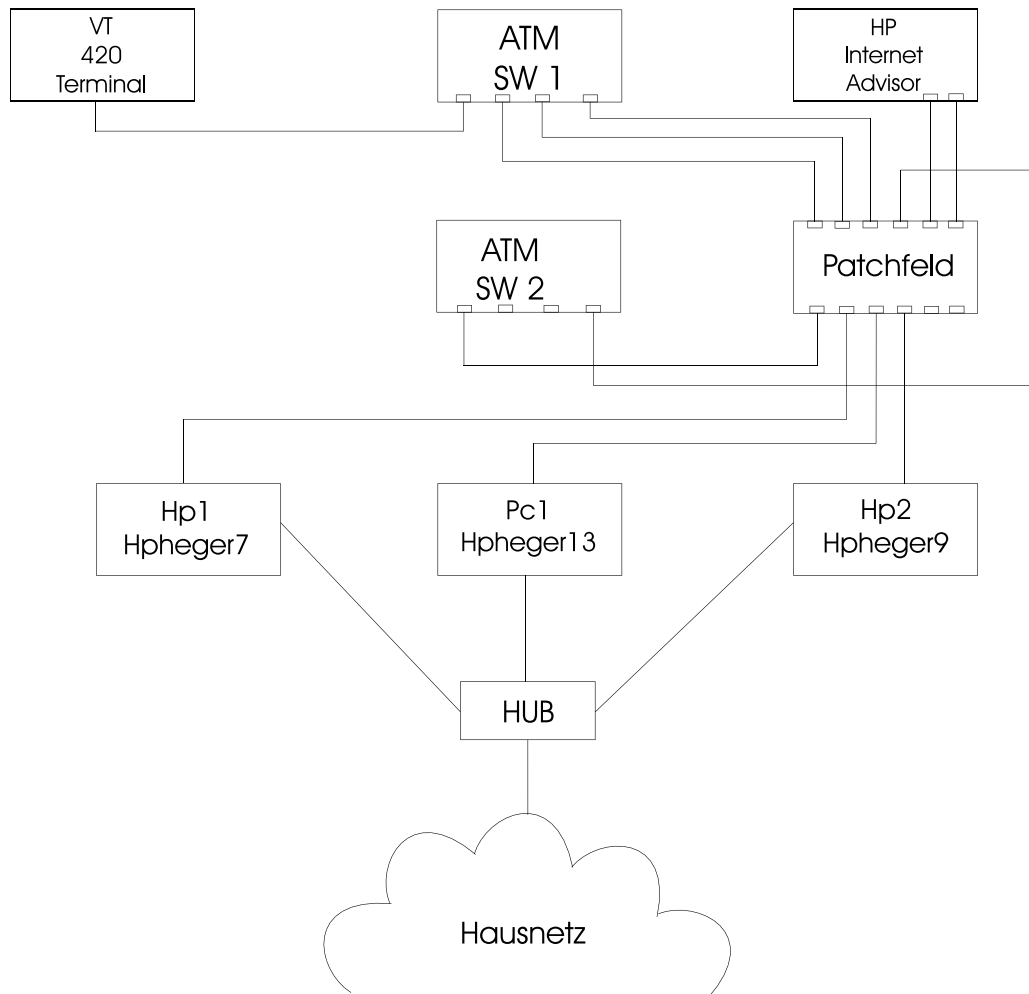 VT
420
Terminal
ATM
SW 1
HP
Internet
Advisor
ATM
SW 2
Patchfeld
Hp1
Hpheger7
Pc1
Hpheger13
Hp2
Hpheger9
HUB
Hausnetz